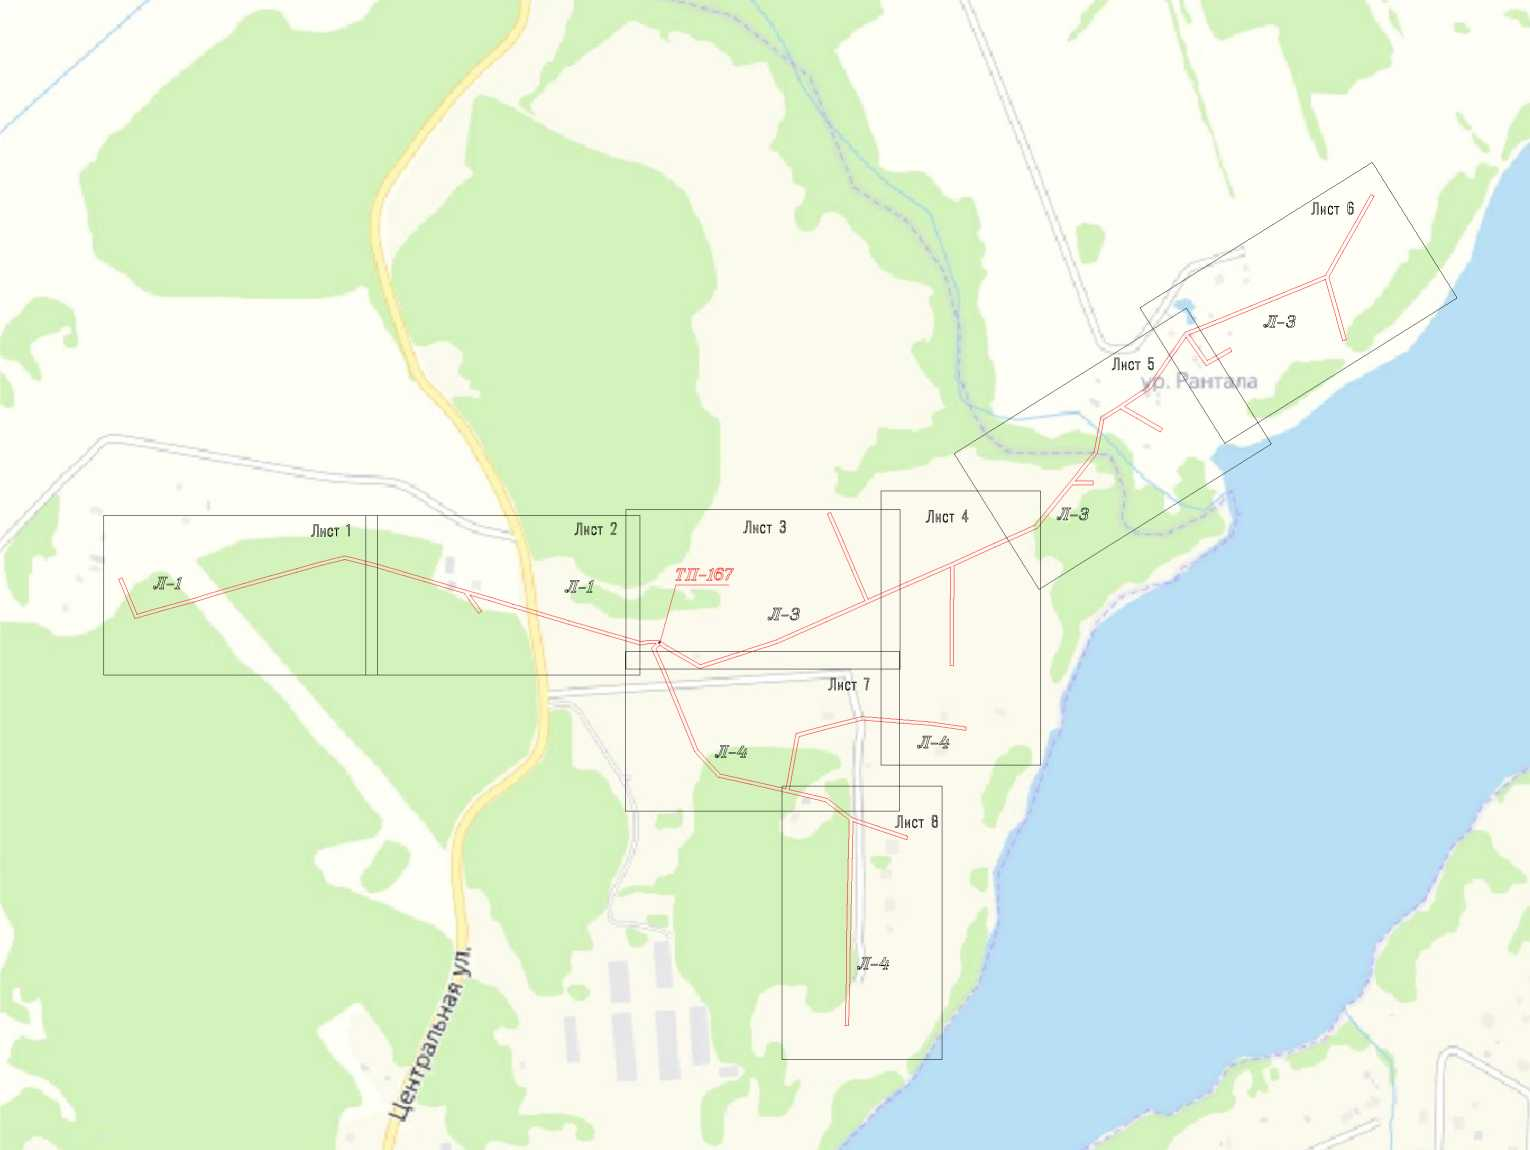 Лист 6
Л-3
Лист 5
ур. Рантала
Лист 1
Лист 2
Лист 3
Лист 4
Л-3
Л-1
Л-1
ТП-167
Л-3
Лист 7
Л-4
Л-4
Лист 8
Л-4
Центральная ул.